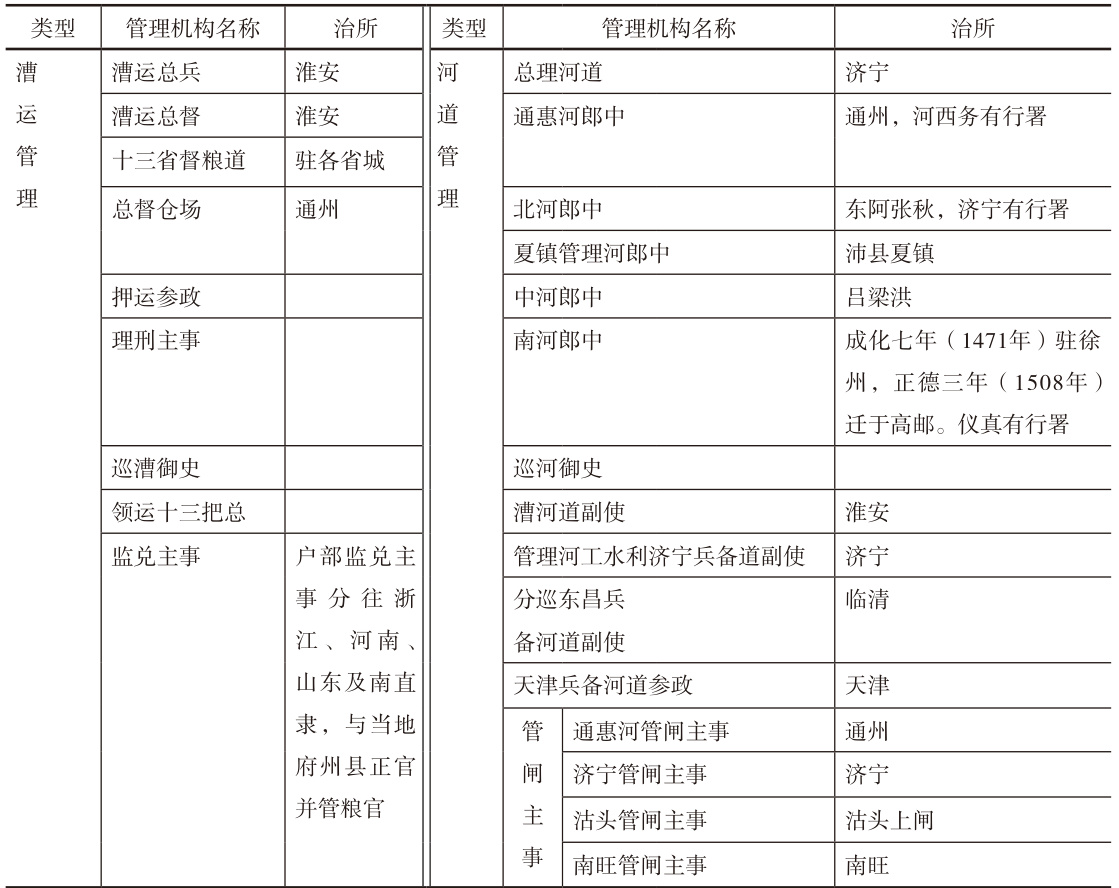 类型 管理机构名称 治所 类型 管理机构名称 治所
漕运管理 漕运总兵 淮安 河道管理 总理河道 济宁
漕运总督 淮安 通惠河郎中 通州，河西务有行署
十三省督粮道 驻各省城
总督仓场 通州 北河郎中 东阿张秋，济宁有行署
夏镇管理河郎中 沛县夏镇
押运参政 中河郎中 吕梁洪
理刑主事 南河郎中 成化七年（1471年）驻徐
州，正德三年（1508年）
迁于高邮。仪真有行署
巡漕御史 巡河御史
领运十三把总 漕河道副使 淮安
监兑主事 户部监兑主 管理河工水利济宁兵备道副使 济宁
事分往浙 分巡东昌兵 临清
江、河南、 备河道副使
山东及南直 天津兵备河道参政 天津
隶，与当地 管闸主事 通惠河管闸主事 通州
府州县正官 济宁管闸主事 济宁
并管粮官 沽头管闸主事 沽头上闸
南旺管闸主事 南旺